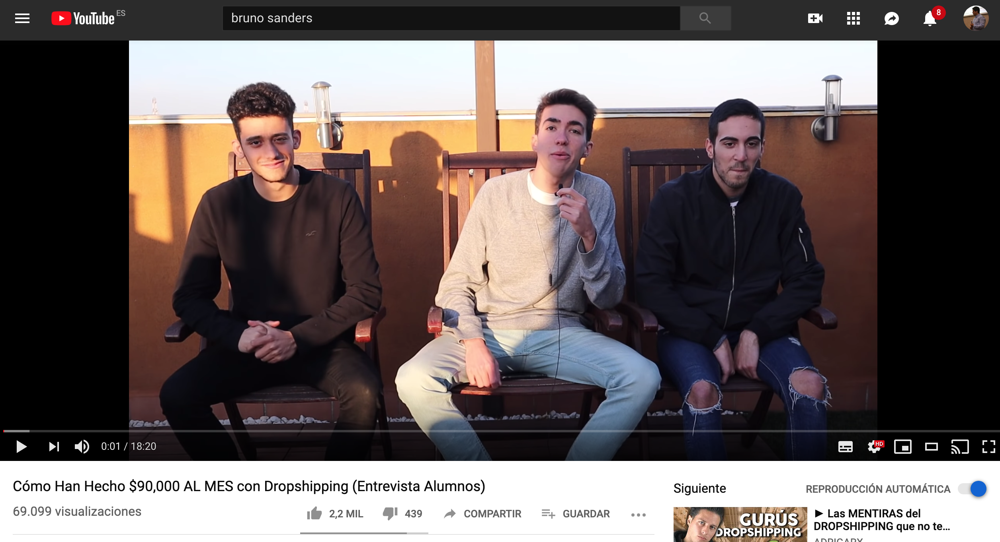 YouTube ES
bruno sanders
8
0:01 / 18:20
HD
Cómo Han Hecho $90,000 AL MES con Dropshipping (Entrevista Alumnos)
69.099 visualizaciones
2,2 MIL
439
COMPARTIR
GUARDAR
Siguiente
REPRODUCCIÓN AUTOMÁTICA
GURÚS
DROPSHIPPING
► Las MENTIRAS del
DROPSHIPPING que no te...